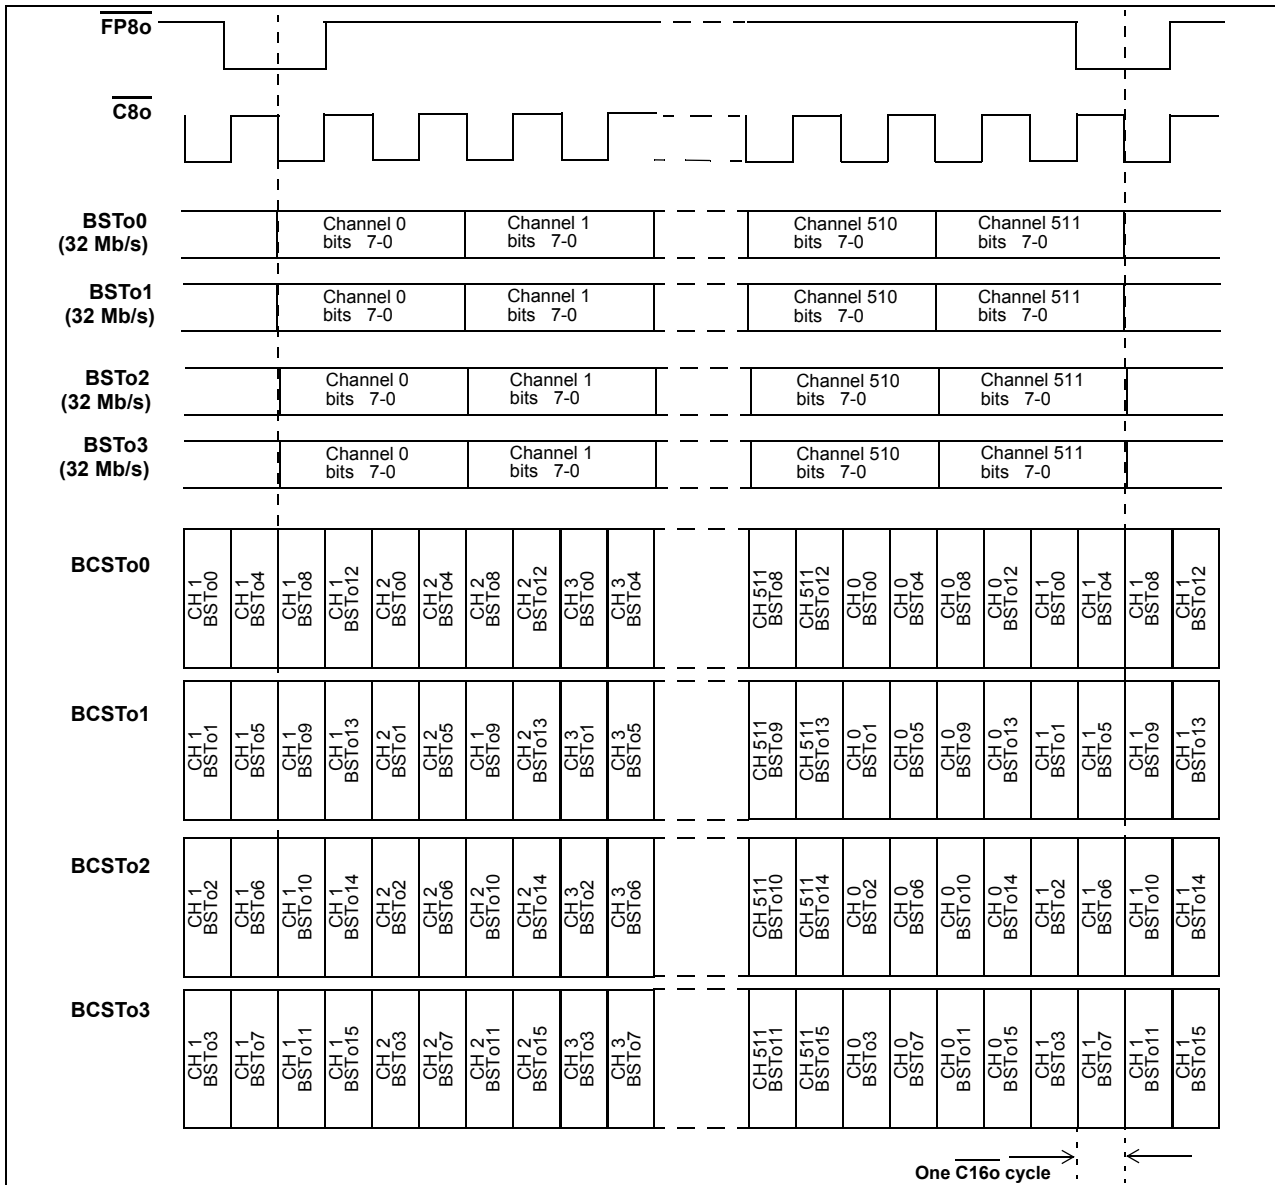 FP8o
C8o
BSTo0
(32 Mb/s)
Channel 0
bits 7-0
Channel 1
bits 7-0
Channel 510
bits 7-0
Channel 511
bits 7-0
BSTo1
(32 Mb/s)
Channel 0
bits 7-0
Channel 1
bits 7-0
Channel 510
bits 7-0
Channel 511
bits 7-0
BSTo2
(32 Mb/s)
Channel 0
bits 7-0
Channel 1
bits 7-0
Channel 510
bits 7-0
Channel 511
bits 7-0
BSTo3
(32 Mb/s)
Channel 0
bits 7-0
Channel 1
bits 7-0
Channel 510
bits 7-0
Channel 511
bits 7-0
BCSTo0
CH 1
BSTo0
CH 1
BSTo4
CH 1
BSTo8
CH 1
BSTo12
CH 2
BSTo0
CH 2
BSTo4
CH 2
BSTo8
CH 2
BSTo12
CH 3
BSTo0
CH 3
BSTo4
CH 511
BSTo8
CH 511
BSTo12
CH 0
BSTo0
CH 0
BSTo4
CH 0
BSTo8
CH 0
BSTo12
CH 1
BSTo0
CH 1
BSTo4
CH 1
BSTo8
CH 1
BSTo12
BCSTo1
CH 1
BSTo1
CH 1
BSTo5
CH 1
BSTo9
CH 1
BSTo13
CH 2
BSTo1
CH 2
BSTo5
CH 1
BSTo9
CH 2
BSTo13
CH 3
BSTo1
CH 3
BSTo5
CH 511
BSTo9
CH 511
BSTo13
CH 0
BSTo1
CH 0
BSTo5
CH 0
BSTo9
CH 0
BSTo13
CH 1
BSTo1
CH 1
BSTo5
CH 1
BSTo9
CH 1
BSTo13
BCSTo2
CH 1
BSTo2
CH 1
BSTo6
CH 1
BSTo10
CH 1
BSTo14
CH 2
BSTo2
CH 2
BSTo6
CH 2
BSTo10
CH 2
BSTo14
CH 3
BSTo2
CH 3
BSTo6
CH 511
BSTo10
CH 511
BSTo14
CH 0
BSTo2
CH 0
BSTo6
CH 0
BSTo10
CH 0
BSTo14
CH 1
BSTo2
CH 1
BSTo6
CH 1
BSTo10
CH 1
BSTo14
BCSTo3
CH 1
BSTo3
CH 1
BSTo7
CH 1
BSTo11
CH 1
BSTo15
CH 2
BSTo3
CH 2
BSTo7
CH 2
BSTo11
CH 2
BSTo15
CH 3
BSTo3
CH 3
BSTo7
CH 511
BSTo11
CH 511
BSTo15
CH 0
BSTo3
CH 0
BSTo7
CH 0
BSTo11
CH 0
BSTo15
CH 1
BSTo3
CH 1
BSTo7
CH 1
BSTo11
CH 1
BSTo15
One C16o cycle